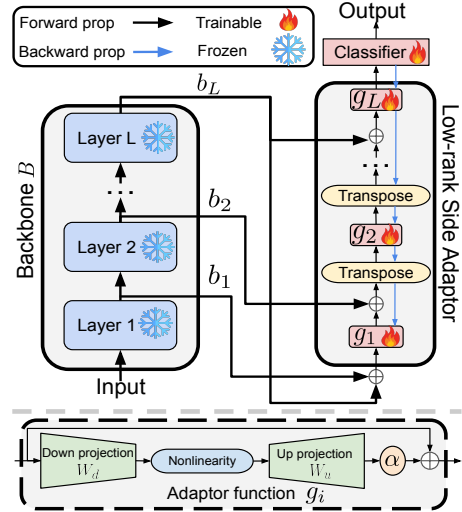 Forward prop
Trainable
Backward prop
Frozen
Output
Classifier
Low-rank Side Adaptor
Backbone B
b_L
b_2
b_1
Layer L
...
Layer 2
Layer 1
Input
g_L
...
Transpose
g_2
Transpose
g_1
Down projection
W_d
Nonlinearity
Up projection
W_u
α
Adaptor function g_i